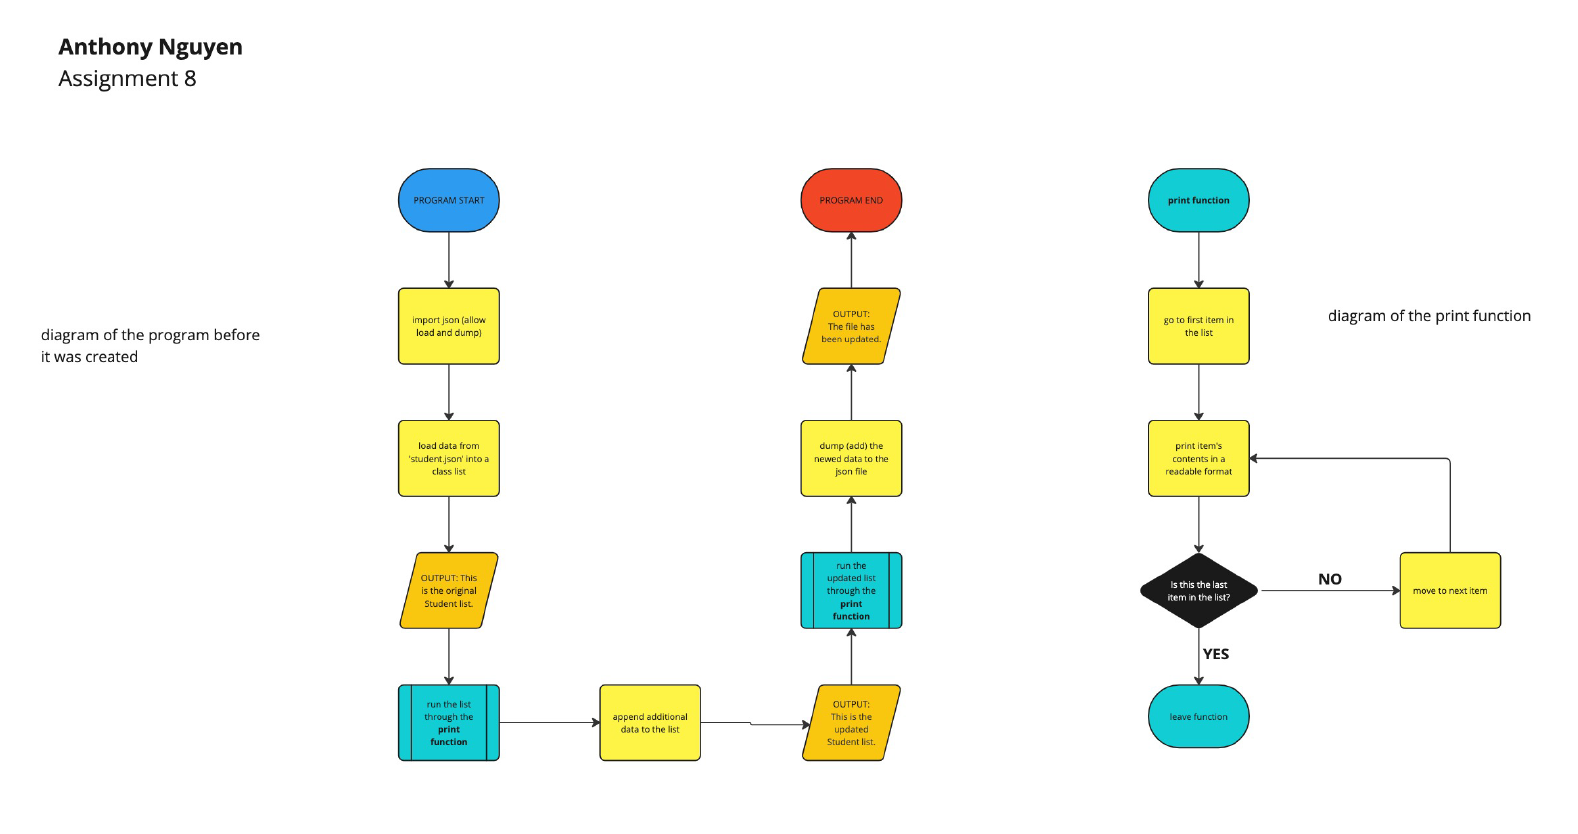 Anthony Nguyen
Assignment 8
diagram of the program before
it was created
PROGRAM START
import json (allow
load and dump)
load data from
'student.json' into a
class list
OUTPUT: This
is the original
Student list.
run the list
through the
print
function
append additional
data to the list
OUTPUT:
This is the
updated
Student list.
run the
updated list
through the
print
function
dump (add) the
newed data to the
json file
OUTPUT:
The file has
been updated.
PROGRAM END
print function
go to first item in
the list
print item's
contents in a
readable format
Is this the last
item in the list?
NO
move to next item
YES
leave function
diagram of the print function